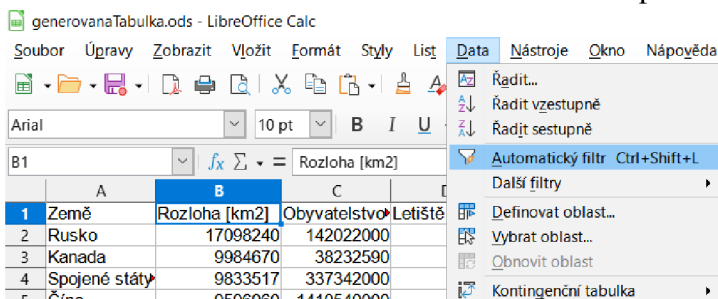 generovanaTabulka.ods - LibreOffice Calc
Soubor Úpravy Zobrazit Vložit Formát Styly List Data Nástroje Okno Nápověda
Řadit...
Arial 10 pt B I U
Řadit vzestupně
Řadit sestupně
B1 fx Σ = Rozloha [km2]
Automatický filtr Ctrl+Shift+L
Další filtry
A B C
1 Země Rozloha [km2] Obyvatelstvo Letiště
Definovat oblast...
2 Rusko 17098240 142022000
Vybrat oblast...
3 Kanada 9984670 38232590
Obnovit oblast
4 Spojené státy 9833517 337342000
Kontingenční tabulka